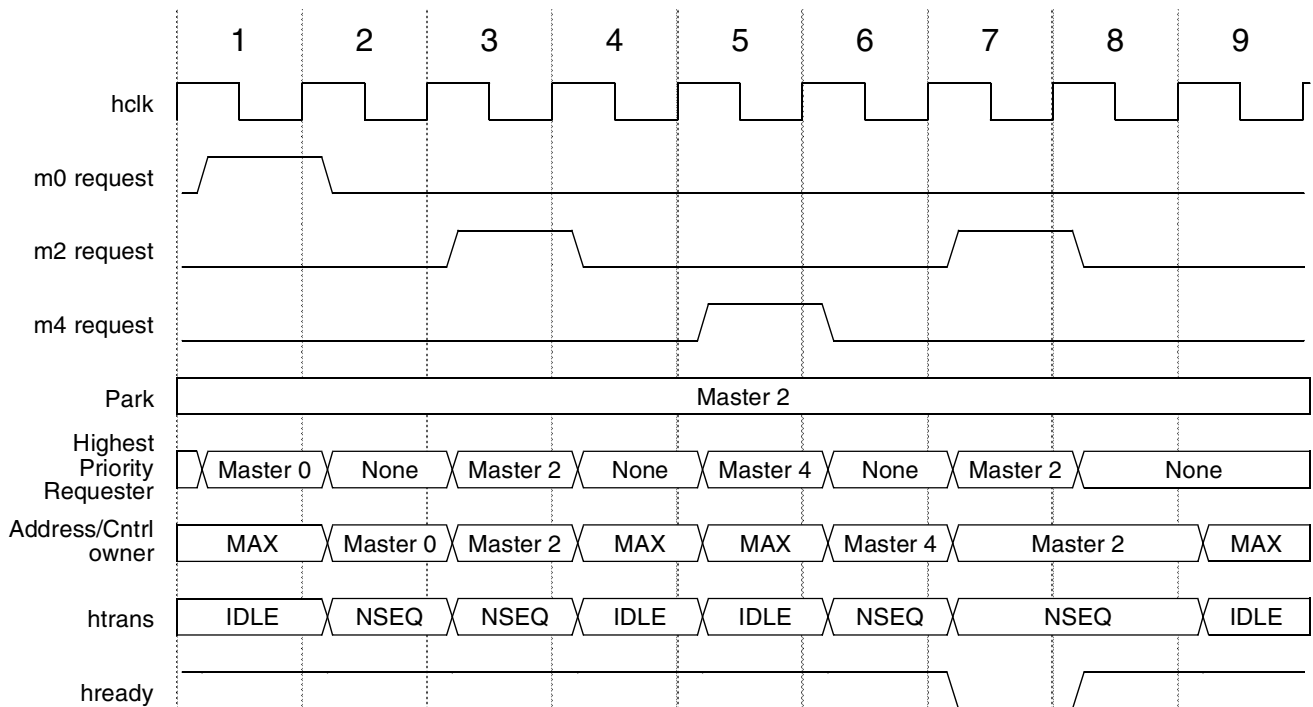 1 2 3 4 5 6 7 8 9
hclk
m0 request
m2 request
m4 request
Park Master 2
Highest
Priority
Requester
Master 0 None Master 2 None Master 4 None Master 2 None
Address/Cntrl
owner
MAX Master 0 Master 2 MAX MAX Master 4 Master 2 MAX
htrans IDLE NSEQ NSEQ IDLE IDLE NSEQ NSEQ IDLE
hready